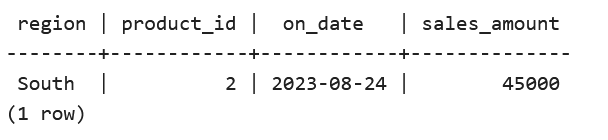 region | product_id |  on_date   | sales_amount
--------+------------+------------+--------------
 South  |          2 | 2023-08-24 |        45000
(1 row)